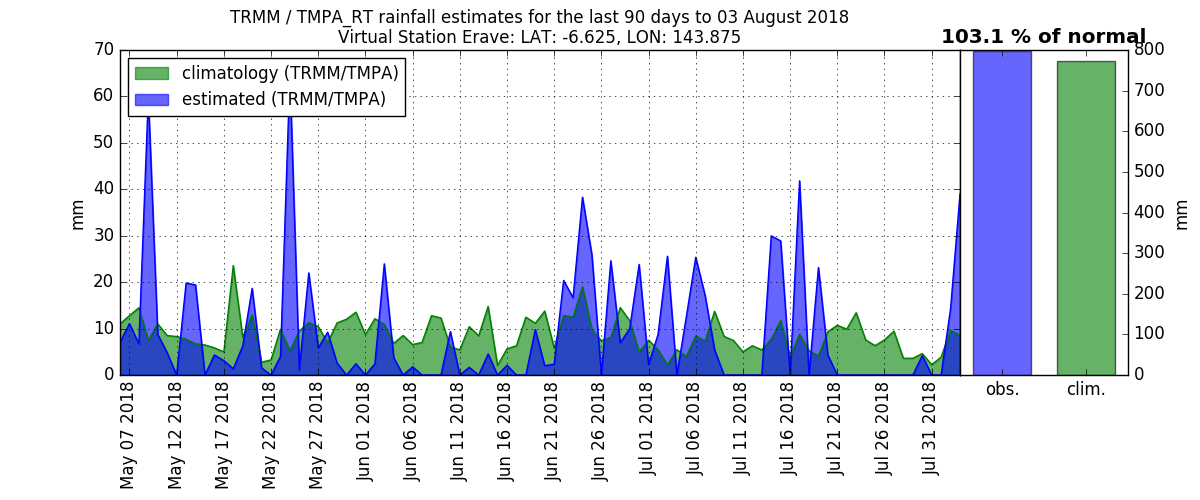 TRMM / TMPA_RT rainfall estimates for the last 90 days to 03 August 2018
Virtual Station Erave: LAT: -6.625, LON: 143.875
103.1 % of normal
climatology (TRMM/TMPA)
estimated (TRMM/TMPA)
mm
70
60
50
40
30
20
10
0
May 07 2018
May 12 2018
May 17 2018
May 22 2018
May 27 2018
Jun 01 2018
Jun 06 2018
Jun 11 2018
Jun 16 2018
Jun 21 2018
Jun 26 2018
Jul 01 2018
Jul 06 2018
Jul 11 2018
Jul 16 2018
Jul 21 2018
Jul 26 2018
Jul 31 2018
obs.
clim.
800
700
600
500
400
300
200
100
0
mm